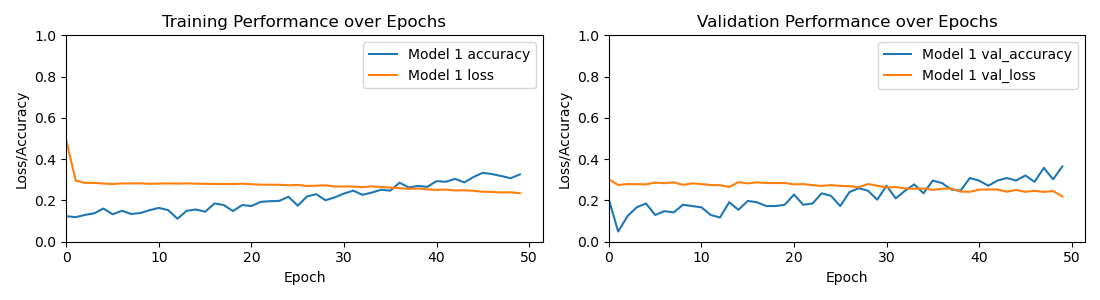 Training Performance over Epochs
1.0
0.8
0.6
0.4
0.2
0.0
Loss/Accuracy
Model 1 accuracy
Model 1 loss
0 10 20 30 40 50
Epoch
Validation Performance over Epochs
1.0
0.8
0.6
0.4
0.2
0.0
Loss/Accuracy
Model 1 val_accuracy
Model 1 val_loss
0 10 20 30 40 50
Epoch